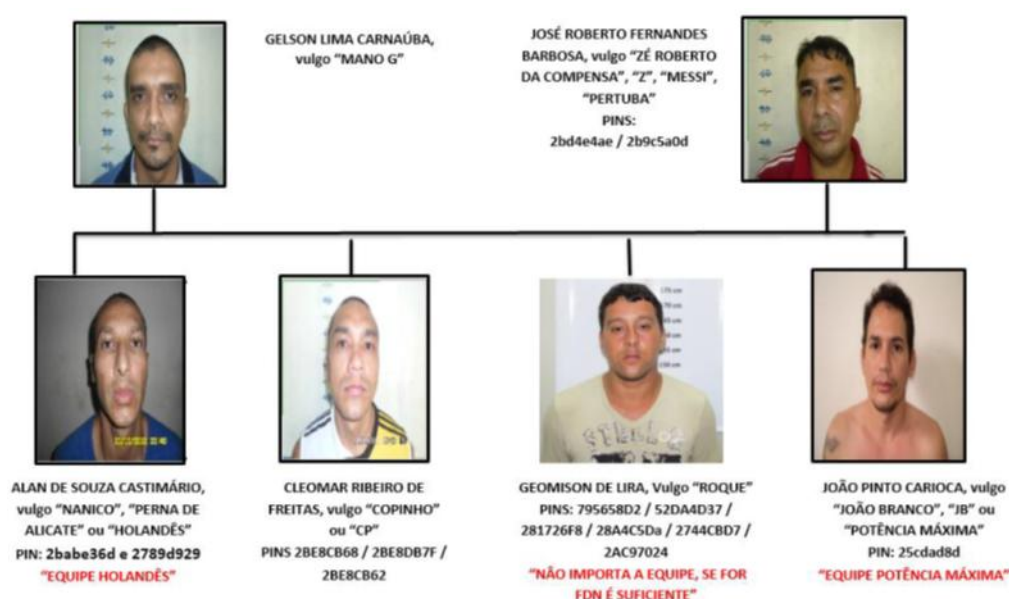 GELSON LIMA CARNAÚBA,
vulgo “MANO G”
JOSÉ ROBERTO FERNANDES
BARBOSA, vulgo “ZÉ ROBERTO
DA COMPENSA”, “Z”, “MESSI”,
“PERTUBA”
PINS:
2bd4e4ae / 2b9c5a0d
ALAN DE SOUZA CASTIMÁRIO,
vulgo “NANICO”, “PERNA DE
ALICATE” ou “HOLANDÊS”
PIN: 2babe36d e 2789d929
“EQUIPE HOLANDÊS”
CLEOMAR RIBEIRO DE
FREITAS, vulgo “COPINHO”
ou “CP”
PINS 2BE8CB68 / 2BE8DB7F /
2BE8CB62
GEOMISON DE LIRA, Vulgo “ROQUE”
PINS: 795658D2 / 52DA4D37 /
281726F8 / 28A4C5Da / 2744CBD7 /
2AC97024
“NÃO IMPORTA A EQUIPE, SE FOR
FDN É SUFICIENTE”
JOÃO PINTO CARIOCA, vulgo
“JOÃO BRANCO”, “JB” ou
“POTÊNCIA MÁXIMA”
PIN: 25cdad8d
“EQUIPE POTÊNCIA MÁXIMA”